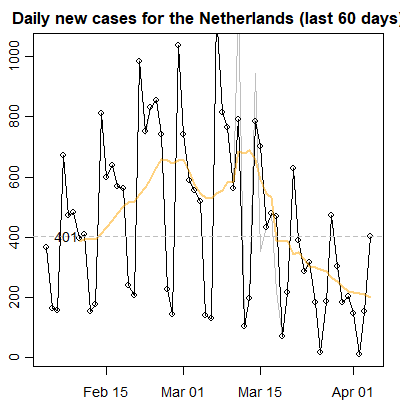 Daily new cases for the Netherlands (last 60 days)
1000
800
600
400
200
0
401
Feb 15
Mar 01
Mar 15
Apr 01